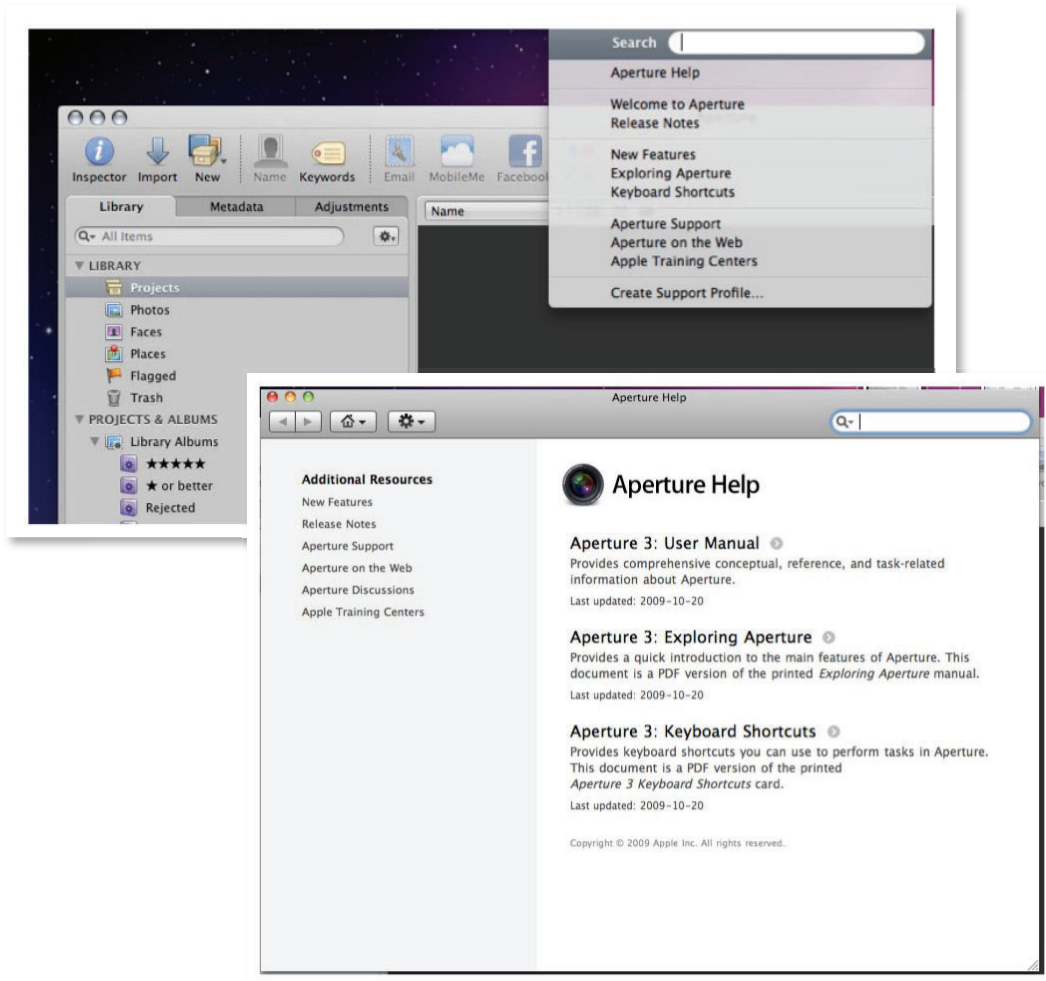 Search
Aperture Help
Welcome to Aperture
Release Notes
New Features
Exploring Aperture
Keyboard Shortcuts
Aperture Support
Aperture on the Web
Apple Training Centers
Create Support Profile...
Inspector Import New Name Keywords Email MobileMe Facebook
Library Metadata Adjustments
Name
All Items
LIBRARY
Projects
Photos
Faces
Places
Flagged
Trash
PROJECTS & ALBUMS
Library Albums
★★★★★
★ or better
Rejected
Aperture Help
Additional Resources
New Features
Release Notes
Aperture Support
Aperture on the Web
Aperture Discussions
Apple Training Centers
Aperture Help
Aperture 3: User Manual
Provides comprehensive conceptual, reference, and task-related
information about Aperture.
Last updated: 2009-10-20
Aperture 3: Exploring Aperture
Provides a quick introduction to the main features of Aperture. This
document is a PDF version of the printed Exploring Aperture manual.
Last updated: 2009-10-20
Aperture 3: Keyboard Shortcuts
Provides keyboard shortcuts you can use to perform tasks in Aperture.
This document is a PDF version of the printed
Aperture 3 Keyboard Shortcuts card.
Last updated: 2009-10-20
Copyright © 2009 Apple Inc. All rights reserved.